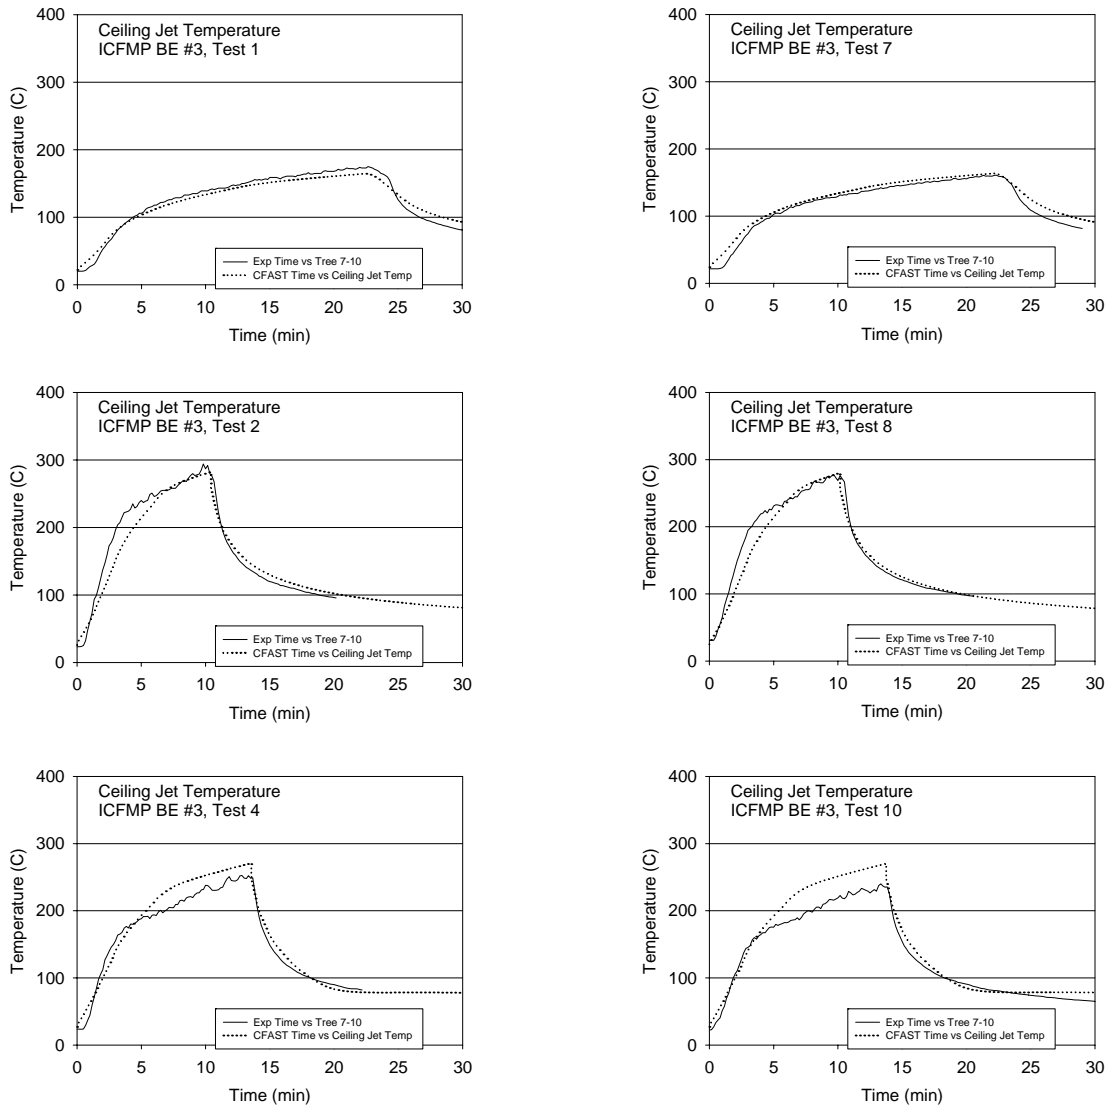 Ceiling Jet Temperature
ICFMP BE #3, Test 1
Temperature (C)
400
300
200
100
0
Exp Time vs Tree 7-10
CFAST Time vs Ceiling Jet Temp
0 5 10 15 20 25 30
Time (min)
Ceiling Jet Temperature
ICFMP BE #3, Test 7
Temperature (C)
400
300
200
100
0
Exp Time vs Tree 7-10
CFAST Time vs Ceiling Jet Temp
0 5 10 15 20 25 30
Time (min)
Ceiling Jet Temperature
ICFMP BE #3, Test 2
Temperature (C)
400
300
200
100
0
Exp Time vs Tree 7-10
CFAST Time vs Ceiling Jet Temp
0 5 10 15 20 25 30
Time (min)
Ceiling Jet Temperature
ICFMP BE #3, Test 8
Temperature (C)
400
300
200
100
0
Exp Time vs Tree 7-10
CFAST Time vs Ceiling Jet Temp
0 5 10 15 20 25 30
Time (min)
Ceiling Jet Temperature
ICFMP BE #3, Test 4
Temperature (C)
400
300
200
100
0
Exp Time vs Tree 7-10
CFAST Time vs Ceiling Jet Temp
0 5 10 15 20 25 30
Time (min)
Ceiling Jet Temperature
ICFMP BE #3, Test 10
Temperature (C)
400
300
200
100
0
Exp Time vs Tree 7-10
CFAST Time vs Ceiling Jet Temp
0 5 10 15 20 25 30
Time (min)